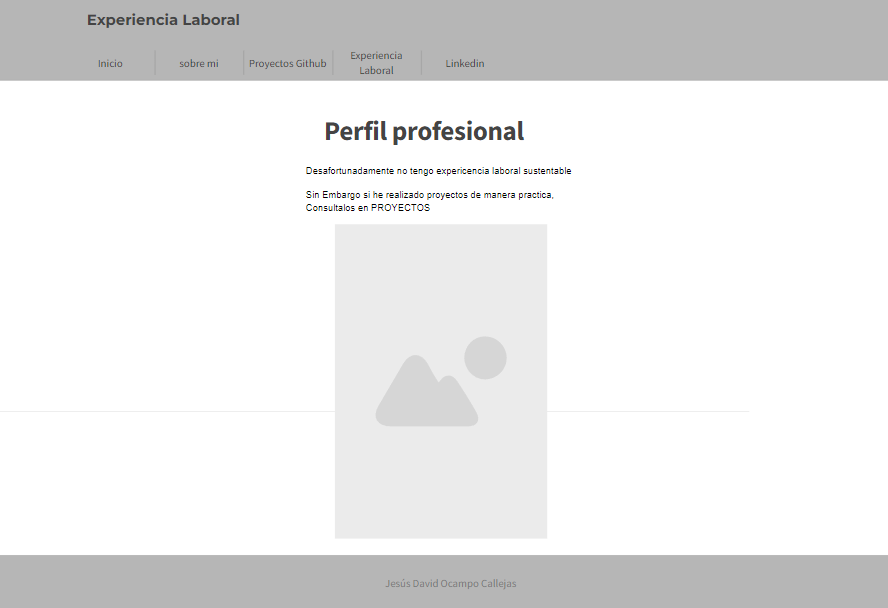 Experiencia Laboral
Inicio
sobre mi
Proyectos Github
Experiencia
Laboral
Linkedin
Perfil profesional
Desafortunadamente no tengo expericencia laboral sustentable
Sin Embargo si he realizado proyectos de manera practica,
Consultalos en PROYECTOS
Jesús David Ocampo Callejas